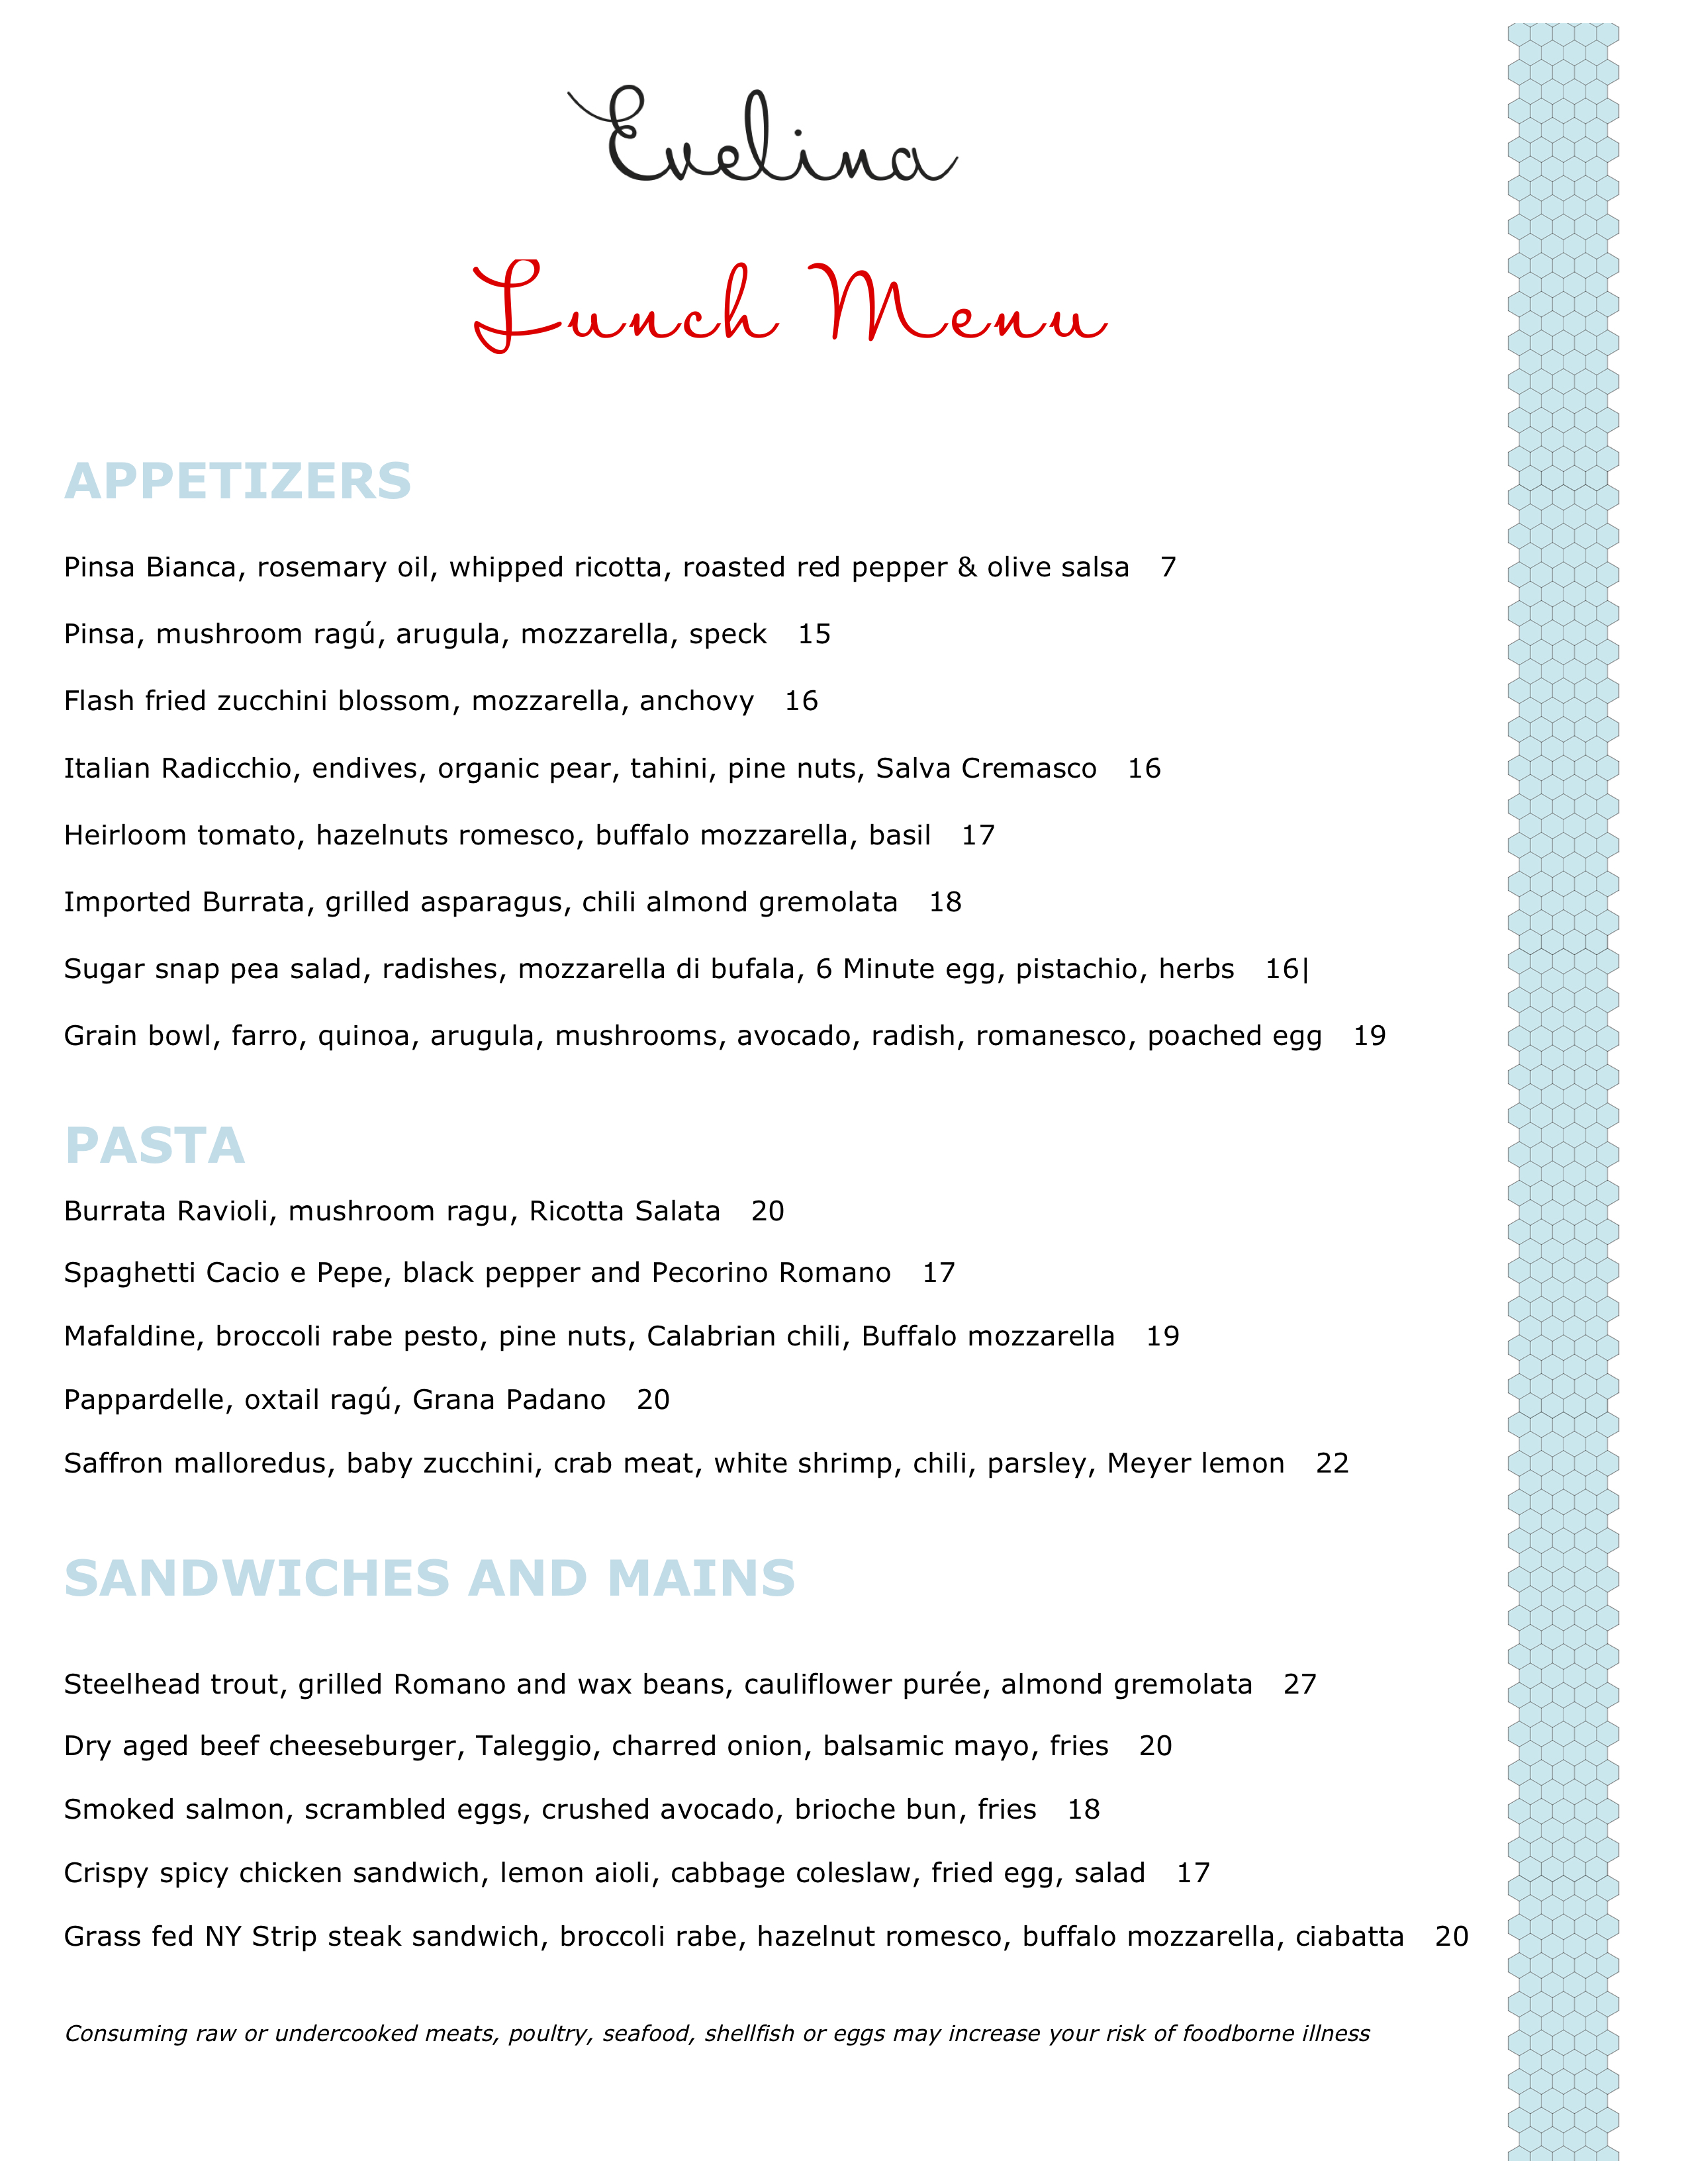 Evelina
Lunch Menu
APPETIZERS
Pinsa Bianca, rosemary oil, whipped ricotta, roasted red pepper & olive salsa 7
Pinsa, mushroom ragú, arugula, mozzarella, speck 15
Flash fried zucchini blossom, mozzarella, anchovy 16
Italian Radicchio, endives, organic pear, tahini, pine nuts, Salva Cremasco 16
Heirloom tomato, hazelnuts romesco, buffalo mozzarella, basil 17
Imported Burrata, grilled asparagus, chili almond gremolata 18
Sugar snap pea salad, radishes, mozzarella di bufala, 6 Minute egg, pistachio, herbs 16|
Grain bowl, farro, quinoa, arugula, mushrooms, avocado, radish, romanesco, poached egg 19
PASTA
Burrata Ravioli, mushroom ragu, Ricotta Salata 20
Spaghetti Cacio e Pepe, black pepper and Pecorino Romano 17
Mafaldine, broccoli rabe pesto, pine nuts, Calabrian chili, Buffalo mozzarella 19
Pappardelle, oxtail ragú, Grana Padano 20
Saffron malloredus, baby zucchini, crab meat, white shrimp, chili, parsley, Meyer lemon 22
SANDWICHES AND MAINS
Steelhead trout, grilled Romano and wax beans, cauliflower purée, almond gremolata 27
Dry aged beef cheeseburger, Taleggio, charred onion, balsamic mayo, fries 20
Smoked salmon, scrambled eggs, crushed avocado, brioche bun, fries 18
Crispy spicy chicken sandwich, lemon aioli, cabbage coleslaw, fried egg, salad 17
Grass fed NY Strip steak sandwich, broccoli rabe, hazelnut romesco, buffalo mozzarella, ciabatta 20
Consuming raw or undercooked meats, poultry, seafood, shellfish or eggs may increase your risk of foodborne illness